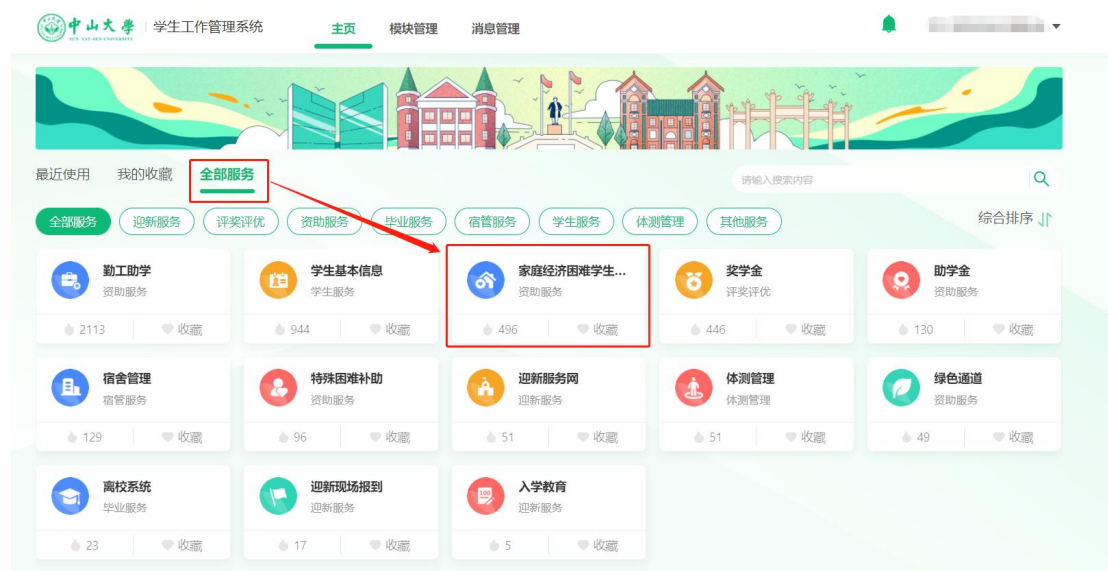 中山大學 学生工作管理系统 主页 模块管理 消息管理
SUN YAT-SEN UNIVERSITY
最近使用 我的收藏 全部服务 请输入搜索内容
全部服务 迎新服务 评奖评优 资助服务 毕业服务 宿管服务 学生服务 体测管理 其他服务 综合排序
勤工助学 学生基本信息 家庭经济困难学生... 奖学金 助学金
资助服务 学生服务 资助服务 评奖评优 资助服务
2113 收藏 944 收藏 496 收藏 446 收藏 130 收藏
宿舍管理 特殊困难补助 迎新服务网 体测管理 绿色通道
宿管服务 资助服务 迎新服务 体测管理 资助服务
129 收藏 96 收藏 51 收藏 51 收藏 49 收藏
离校系统 迎新现场报到 入学教育
毕业服务 迎新服务 迎新服务
23 收藏 17 收藏 5 收藏